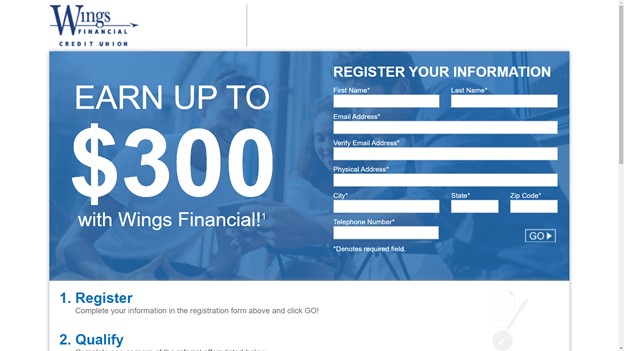 Wings
FINANCIAL
CREDIT UNION
EARN UP TO
$300
with Wings Financial!1
REGISTER YOUR INFORMATION
First Name* Last Name*
Email Address*
Verify Email Address*
Physical Address*
City* State* Zip Code*
Telephone Number*
GO
*Denotes required field.
1. Register
Complete your information in the registration form above and click GO!
2. Qualify